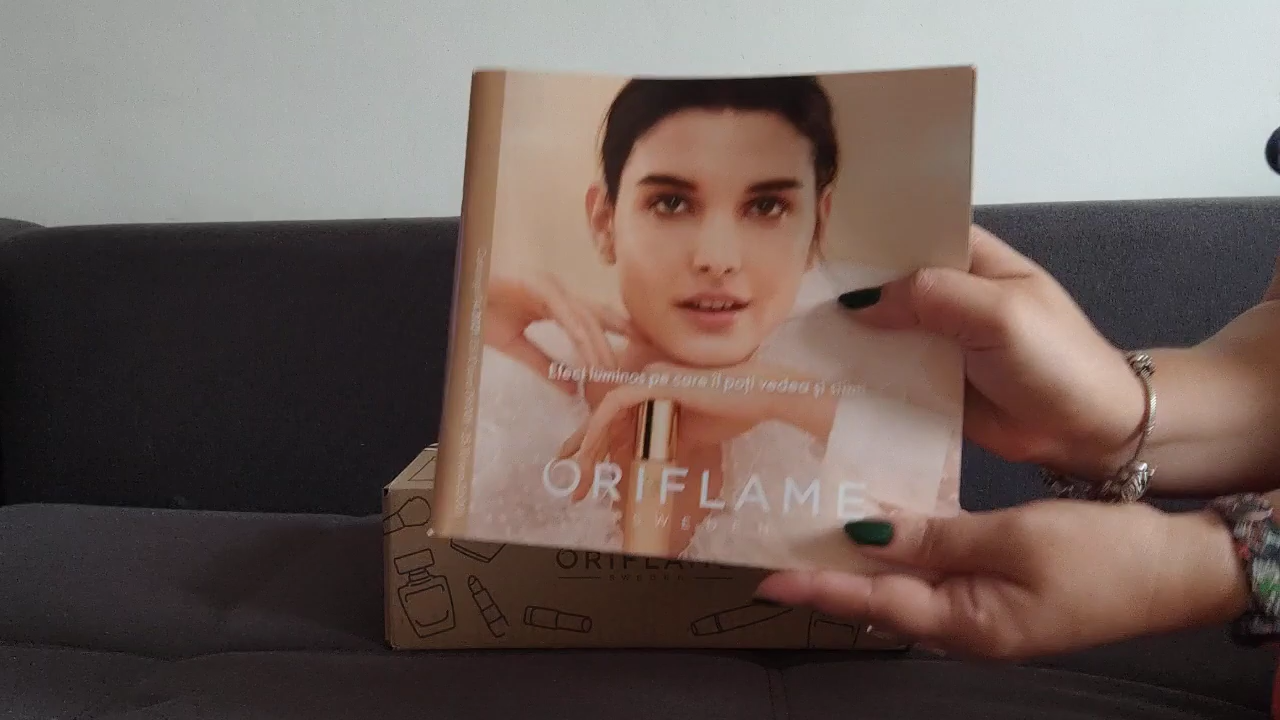 Efect luminos pe care îl poți vedea și simți
ORIFLAME
SWEDEN
ORIFLAME
SWEDEN